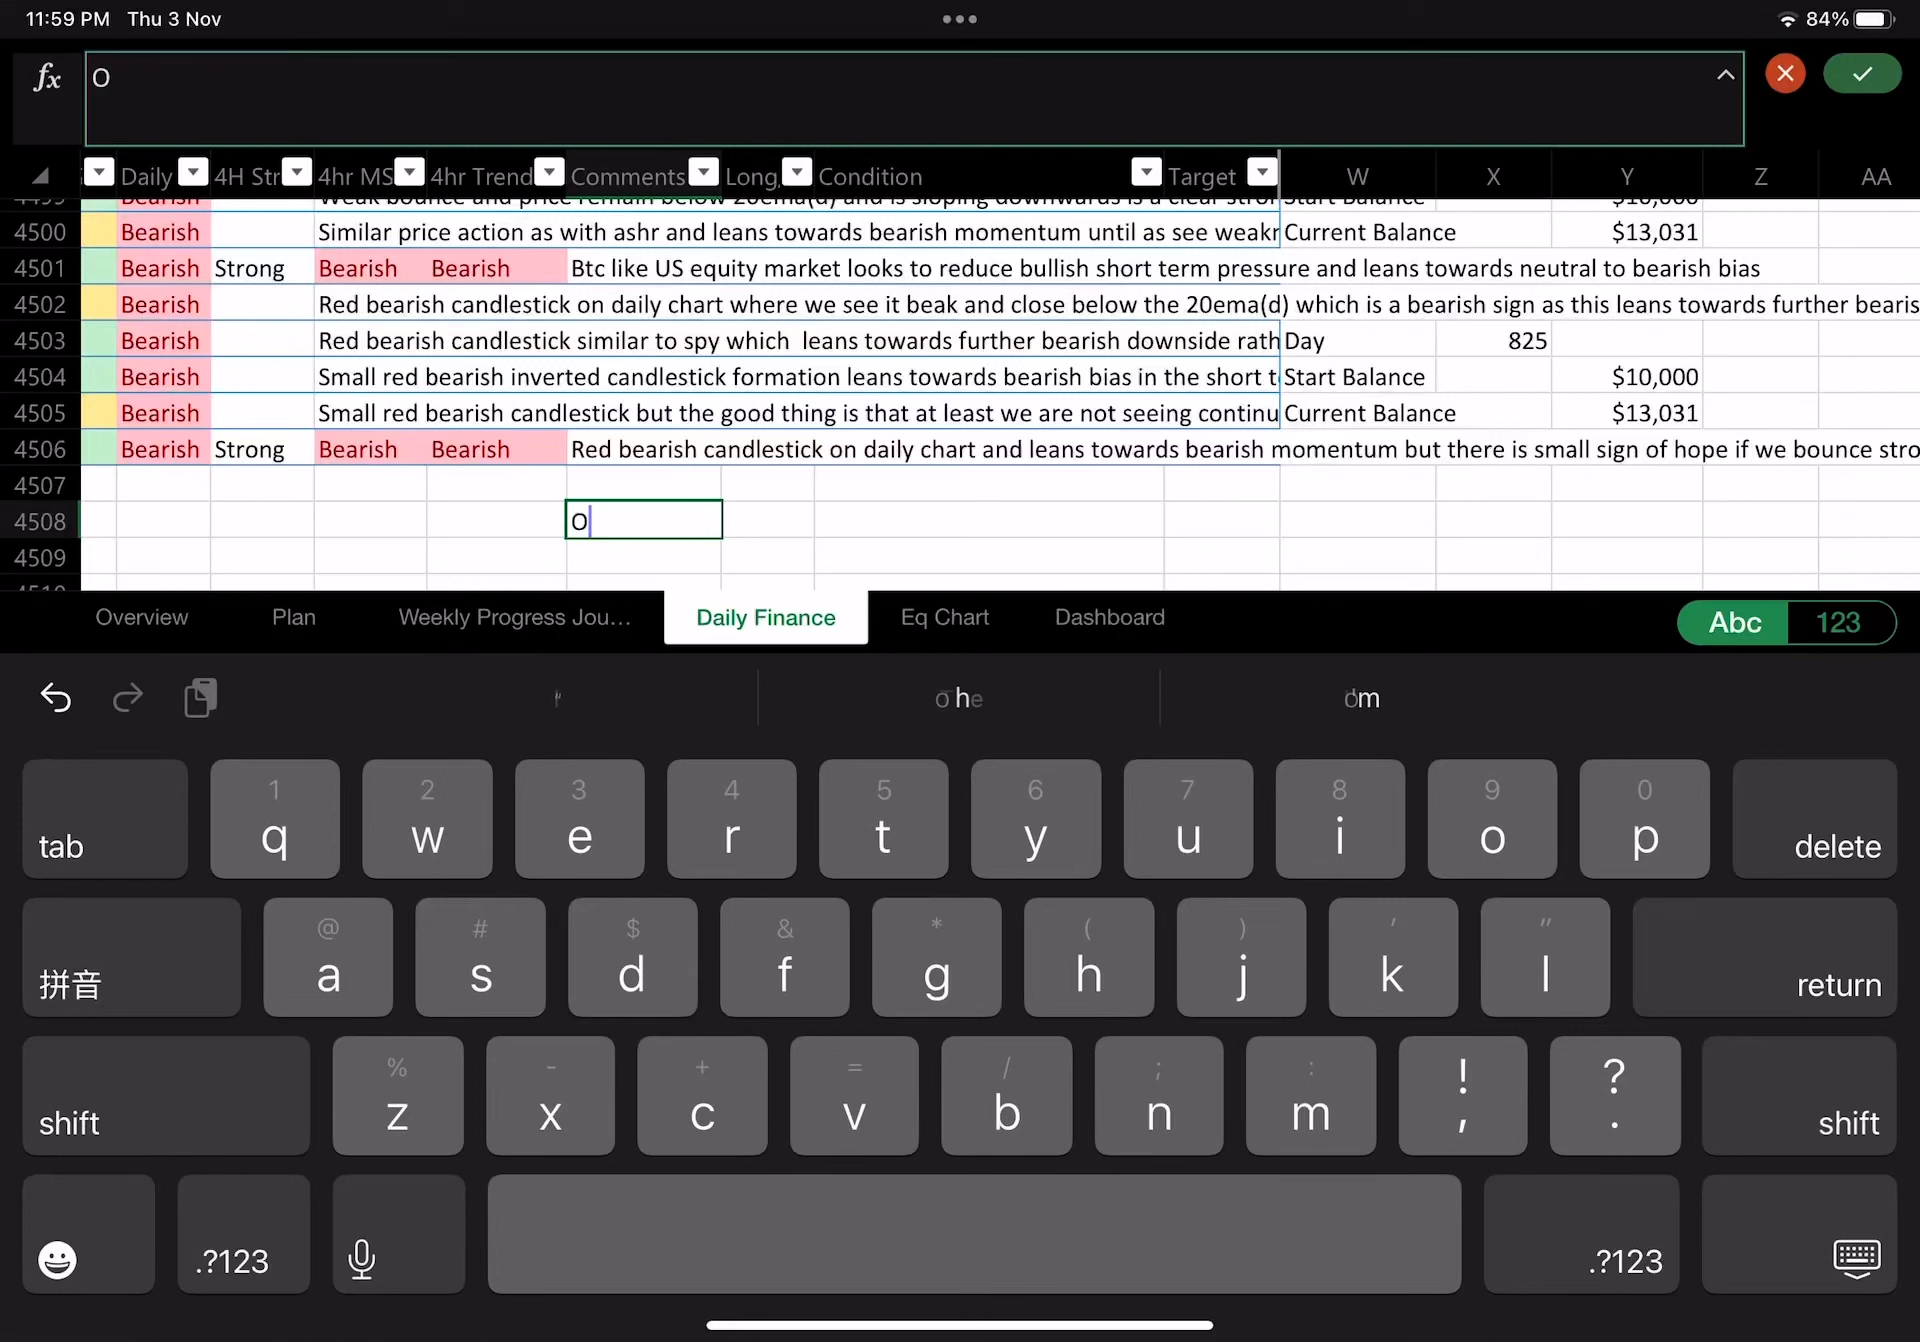 11:59 PM Thu 3 Nov
84%
fx O
Daily 4H Str 4hr MS 4hr Trend Comments Long Condition Target W X Y Z AA
4500 Bearish Similar price action as with ashr and leans towards bearish momentum until as see weakr Current Balance $13,031
4501 Bearish Strong Bearish Bearish Btc like US equity market looks to reduce bullish short term pressure and leans towards neutral to bearish bias
4502 Bearish Red bearish candlestick on daily chart where we see it beak and close below the 20ema(d) which is a bearish sign as this leans towards further bearis
4503 Bearish Red bearish candlestick similar to spy which leans towards further bearish downside rath Day 825
4504 Bearish Small red bearish inverted candlestick formation leans towards bearish bias in the short t Start Balance $10,000
4505 Bearish Small red bearish candlestick but the good thing is that at least we are not seeing continu Current Balance $13,031
4506 Bearish Strong Bearish Bearish Red bearish candlestick on daily chart and leans towards bearish momentum but there is small sign of hope if we bounce stro
4507
4508 O
4509
Overview Plan Weekly Progress Jou... Daily Finance Eq Chart Dashboard Abc 123
tab 1 q 2 w 3 e 4 r 5 t 6 y 7 u 8 i 9 o 0 p delete
拼音 @ a # s $ d & f * g ( h ) j ' k " l return
shift % z - x + c = v / b ; n : m ! , ? . shift
.?123 .?123